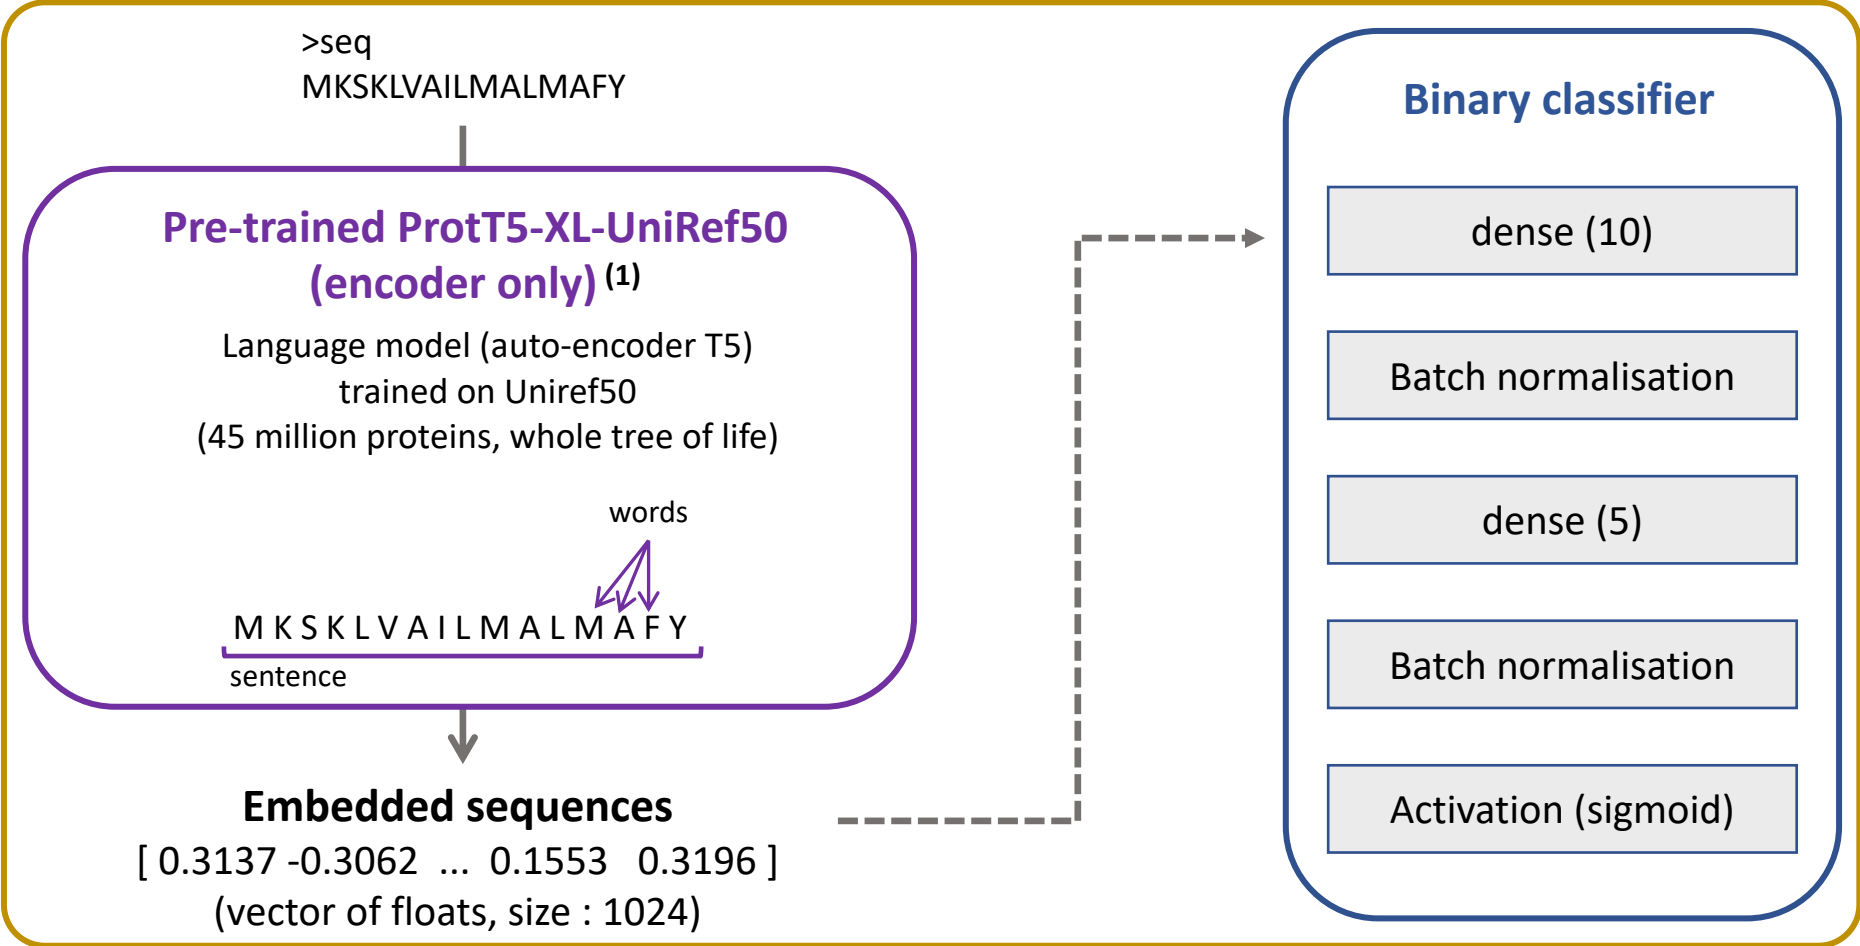 >seq
MKSKLVAILMALMAFY
Pre-trained ProtT5-XL-UniRef50
(encoder only) (1)
Language model (auto-encoder T5)
trained on Uniref50
(45 million proteins, whole tree of life)
words
M K S K L V A I L M A L M A F Y
sentence
Embedded sequences
[ 0.3137 -0.3062 ... 0.1553 0.3196 ]
(vector of floats, size : 1024)
Binary classifier
dense (10)
Batch normalisation
dense (5)
Batch normalisation
Activation (sigmoid)